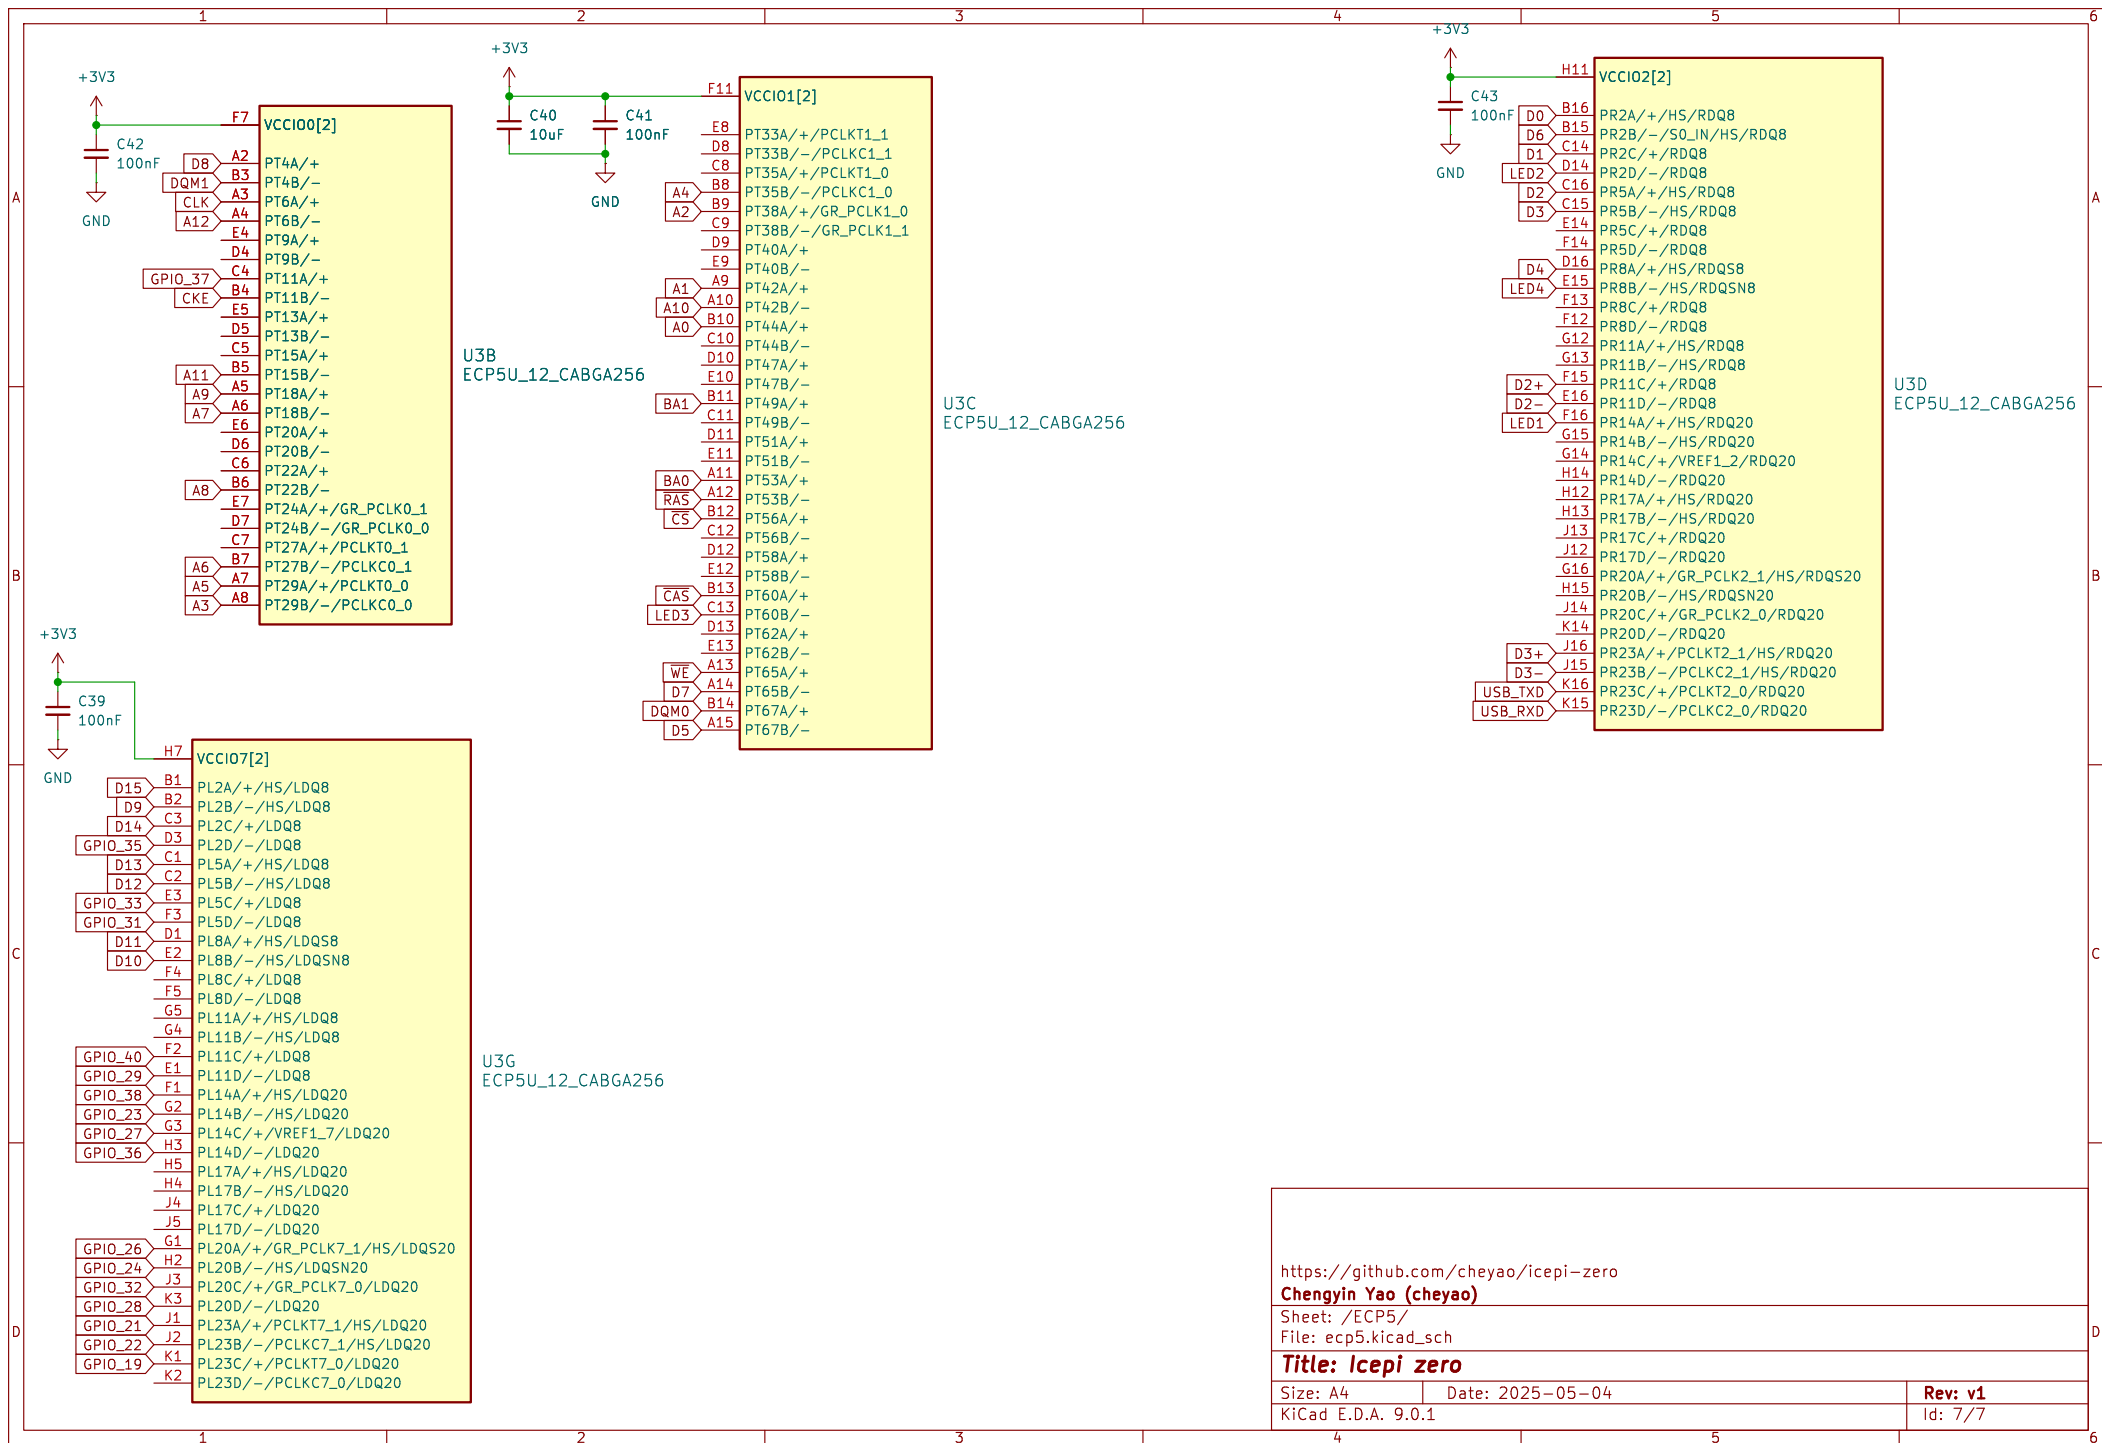 1 2 3 4 5 6
+3V3
F7 VCCIO0[2]
C42
100nF
GND
D8 A2 PT4A/+
DQM1 B3 PT4B/-
CLK A3 PT6A/+
A12 A4 PT6B/-
E4 PT9A/+
D4 PT9B/-
GPIO_37 C4 PT11A/+
CKE B4 PT11B/-
E5 PT13A/+
D5 PT13B/-
C5 PT15A/+
A11 B5 PT15B/-
A9 A5 PT18A/+
A7 A6 PT18B/-
E6 PT20A/+
D6 PT20B/-
C6 PT22A/+
A8 B6 PT22B/-
E7 PT24A/+/GR_PCLK0_1
D7 PT24B/-/GR_PCLK0_0
C7 PT27A/+/PCLKT0_1
A6 B7 PT27B/-/PCLKC0_1
A5 A7 PT29A/+/PCLKT0_0
A3 A8 PT29B/-/PCLKC0_0
U3B
ECP5U_12_CABGA256
+3V3
F11 VCCIO1[2]
C40
10uF
C41
100nF
GND
E8 PT33A/+/PCLKT1_1
D8 PT33B/-/PCLKC1_1
C8 PT35A/+/PCLKT1_0
A4 B8 PT35B/-/PCLKC1_0
A2 B9 PT38A/+/GR_PCLK1_0
C9 PT38B/-/GR_PCLK1_1
D9 PT40A/+
E9 PT40B/-
A1 A9 PT42A/+
A10 A10 PT42B/-
A0 B10 PT44A/+
C10 PT44B/-
D10 PT47A/+
E10 PT47B/-
BA1 B11 PT49A/+
C11 PT49B/-
D11 PT51A/+
E11 PT51B/-
BA0 A11 PT53A/+
RAS A12 PT53B/-
CS B12 PT56A/+
C12 PT56B/-
D12 PT58A/+
E12 PT58B/-
CAS B13 PT60A/+
LED3 C13 PT60B/-
D13 PT62A/+
E13 PT62B/-
WE A13 PT65A/+
D7 A14 PT65B/-
DQM0 B14 PT67A/+
D5 A15 PT67B/-
U3C
ECP5U_12_CABGA256
+3V3
H11 VCCIO2[2]
C43
100nF
GND
D0 B16 PR2A/+/HS/RDQ8
D6 B15 PR2B/-/S0_IN/HS/RDQ8
D1 C14 PR2C/+/RDQ8
LED2 D14 PR2D/-/RDQ8
D2 C16 PR5A/+/HS/RDQ8
D3 C15 PR5B/-/HS/RDQ8
E14 PR5C/+/RDQ8
F14 PR5D/-/RDQ8
D4 D16 PR8A/+/HS/RDQS8
LED4 E15 PR8B/-/HS/RDQSN8
F13 PR8C/+/RDQ8
F12 PR8D/-/RDQ8
G12 PR11A/+/HS/RDQ8
G13 PR11B/-/HS/RDQ8
D2+ F15 PR11C/+/RDQ8
D2- E16 PR11D/-/RDQ8
LED1 F16 PR14A/+/HS/RDQ20
G15 PR14B/-/HS/RDQ20
G14 PR14C/+/VREF1_2/RDQ20
H14 PR14D/-/RDQ20
H12 PR17A/+/HS/RDQ20
H13 PR17B/-/HS/RDQ20
J13 PR17C/+/RDQ20
J12 PR17D/-/RDQ20
G16 PR20A/+/GR_PCLK2_1/HS/RDQS20
H15 PR20B/-/HS/RDQSN20
J14 PR20C/+/GR_PCLK2_0/RDQ20
K14 PR20D/-/RDQ20
D3+ J16 PR23A/+/PCLKT2_1/HS/RDQ20
D3- J15 PR23B/-/PCLKC2_1/HS/RDQ20
USB_TXD K16 PR23C/+/PCLKT2_0/RDQ20
USB_RXD K15 PR23D/-/PCLKC2_0/RDQ20
U3D
ECP5U_12_CABGA256
+3V3
C39
100nF
GND
H7 VCCIO7[2]
D15 B1 PL2A/+/HS/LDQ8
D9 B2 PL2B/-/HS/LDQ8
D14 C3 PL2C/+/LDQ8
GPIO_35 D3 PL2D/-/LDQ8
D13 C1 PL5A/+/HS/LDQ8
D12 C2 PL5B/-/HS/LDQ8
GPIO_33 E3 PL5C/+/LDQ8
GPIO_31 F3 PL5D/-/LDQ8
D11 D1 PL8A/+/HS/LDQS8
D10 E2 PL8B/-/HS/LDQSN8
F4 PL8C/+/LDQ8
F5 PL8D/-/LDQ8
G5 PL11A/+/HS/LDQ8
G4 PL11B/-/HS/LDQ8
GPIO_40 F2 PL11C/+/LDQ8
GPIO_29 E1 PL11D/-/LDQ8
GPIO_38 F1 PL14A/+/HS/LDQ20
GPIO_23 G2 PL14B/-/HS/LDQ20
GPIO_27 G3 PL14C/+/VREF1_7/LDQ20
GPIO_36 H3 PL14D/-/LDQ20
H5 PL17A/+/HS/LDQ20
H4 PL17B/-/HS/LDQ20
J4 PL17C/+/LDQ20
J5 PL17D/-/LDQ20
GPIO_26 G1 PL20A/+/GR_PCLK7_1/HS/LDQS20
GPIO_24 H2 PL20B/-/HS/LDQSN20
GPIO_32 J3 PL20C/+/GR_PCLK7_0/LDQ20
GPIO_28 K3 PL20D/-/LDQ20
GPIO_21 J1 PL23A/+/PCLKT7_1/HS/LDQ20
GPIO_22 J2 PL23B/-/PCLKC7_1/HS/LDQ20
GPIO_19 K1 PL23C/+/PCLKT7_0/LDQ20
K2 PL23D/-/PCLKC7_0/LDQ20
U3G
ECP5U_12_CABGA256
A A
B B
C C
D D
https://github.com/cheyao/icepi-zero
Chengyin Yao (cheyao)
Sheet: /ECP5/
File: ecp5.kicad_sch
Title: Icepi zero
Size: A4 Date: 2025-05-04 Rev: v1
KiCad E.D.A. 9.0.1 Id: 7/7
1 2 3 4 5 6